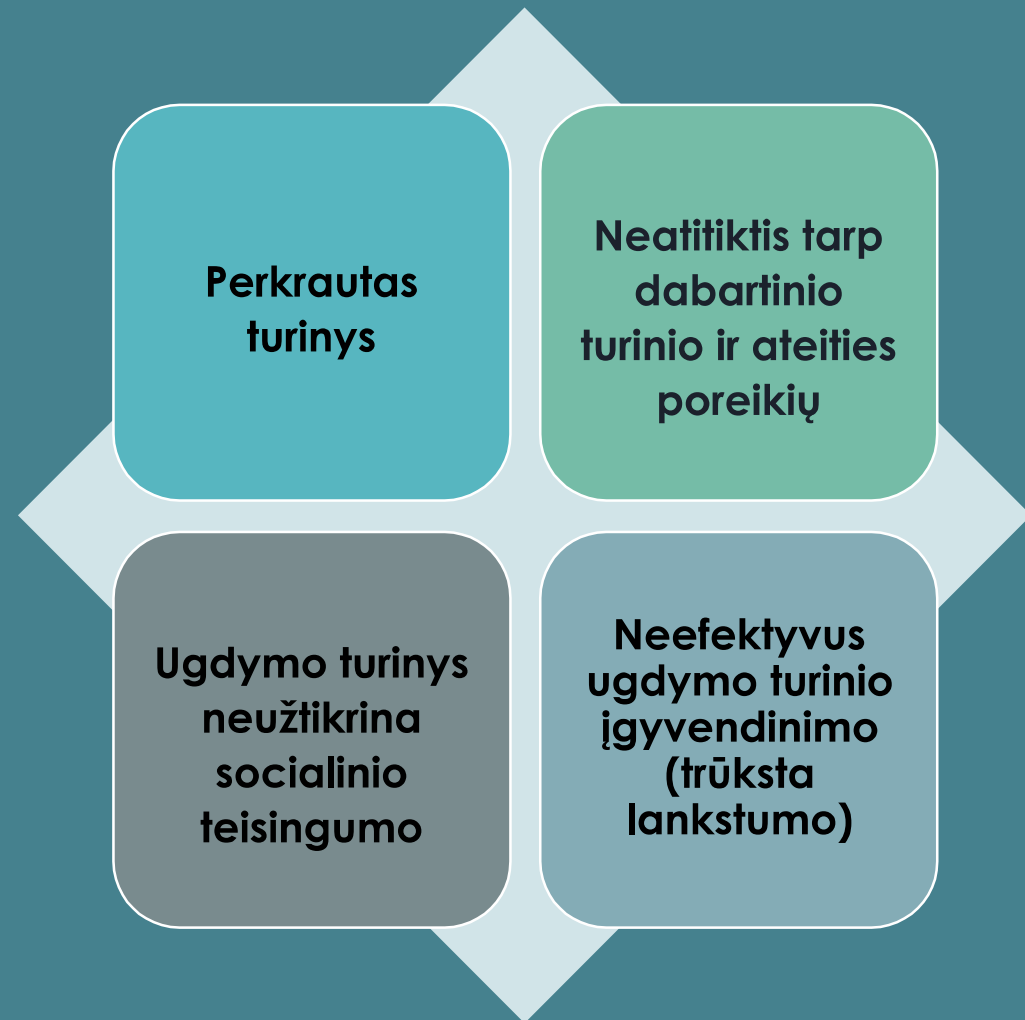 Perkrautas
turinys
Neatitiktis tarp
dabartinio
turinio ir ateities
poreikių
Ugdymo turinys
neužtikrina
socialinio
teisingumo
Neefektyvus
ugdymo turinio
įgyvendinimo
(trūksta
lankstumo)